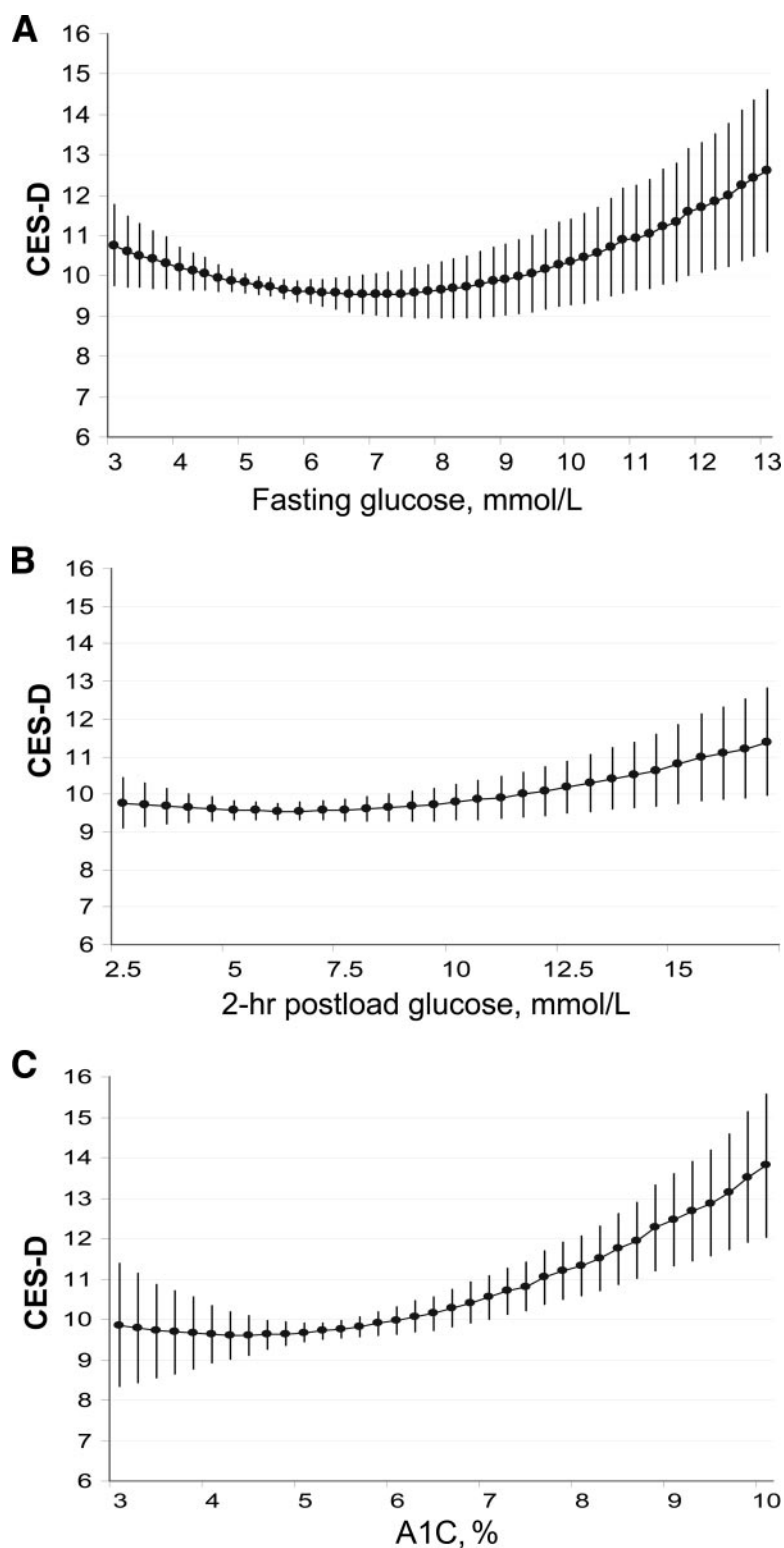 A
16
15
14
13
12
11
10
9
8
7
6
CES-D
3 4 5 6 7 8 9 10 11 12 13
Fasting glucose, mmol/L
B
16
15
14
13
12
11
10
9
8
7
6
CES-D
2.5 5 7.5 10 12.5 15
2-hr postload glucose, mmol/L
C
16
15
14
13
12
11
10
9
8
7
6
CES-D
3 4 5 6 7 8 9 10
A1C, %